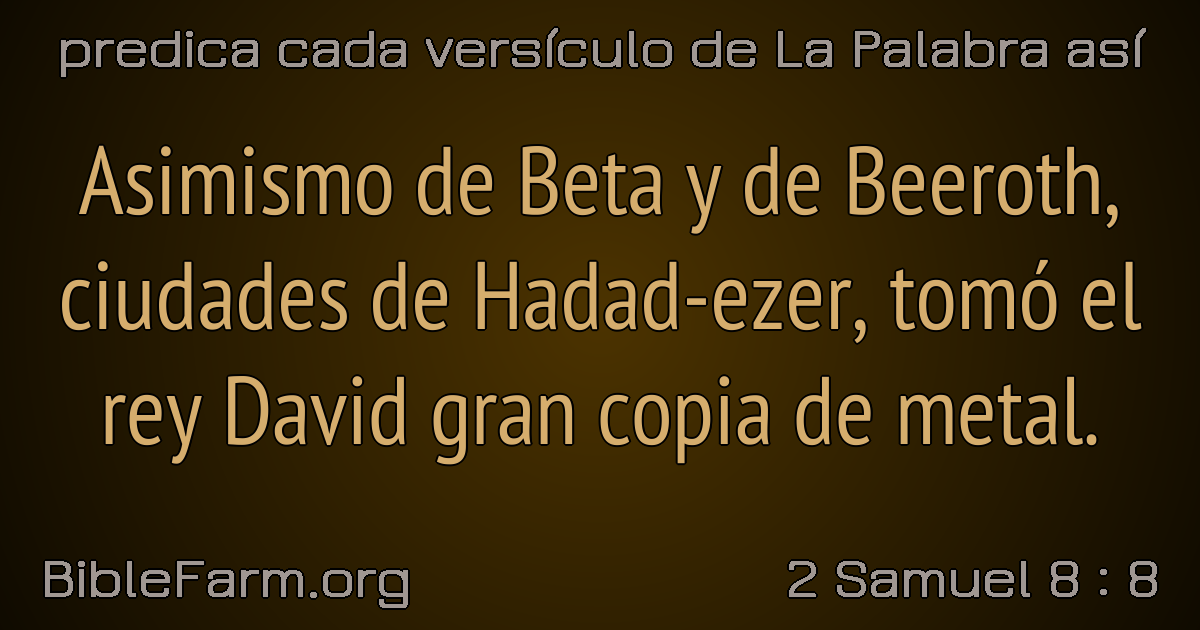 predica cada versículo de La Palabra así
Asimismo de Beta y de Beeroth,
ciudades de Hadad-ezer, tomó el
rey David gran copia de metal.
BibleFarm.org
2 Samuel 8 : 8